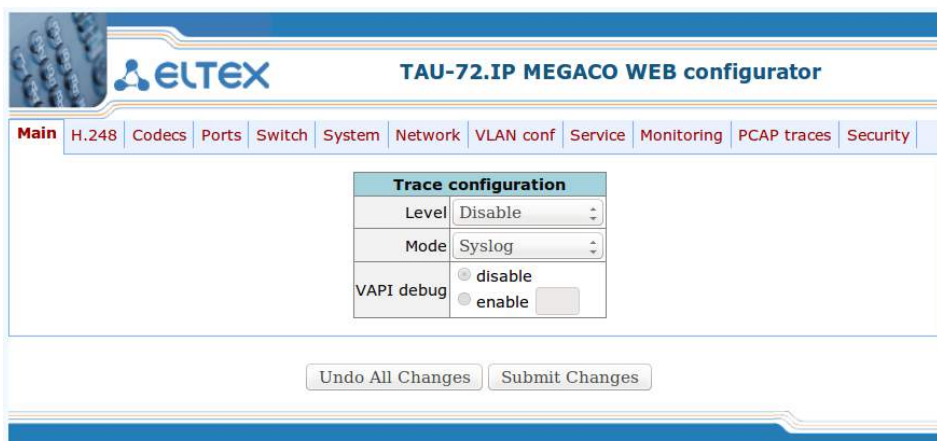 ELTEX
TAU-72.IP MEGACO WEB configurator
Main H.248 Codecs Ports Switch System Network VLAN conf Service Monitoring PCAP traces Security
Trace configuration
Level Disable
Mode Syslog
VAPI debug
disable
enable
Undo All Changes Submit Changes